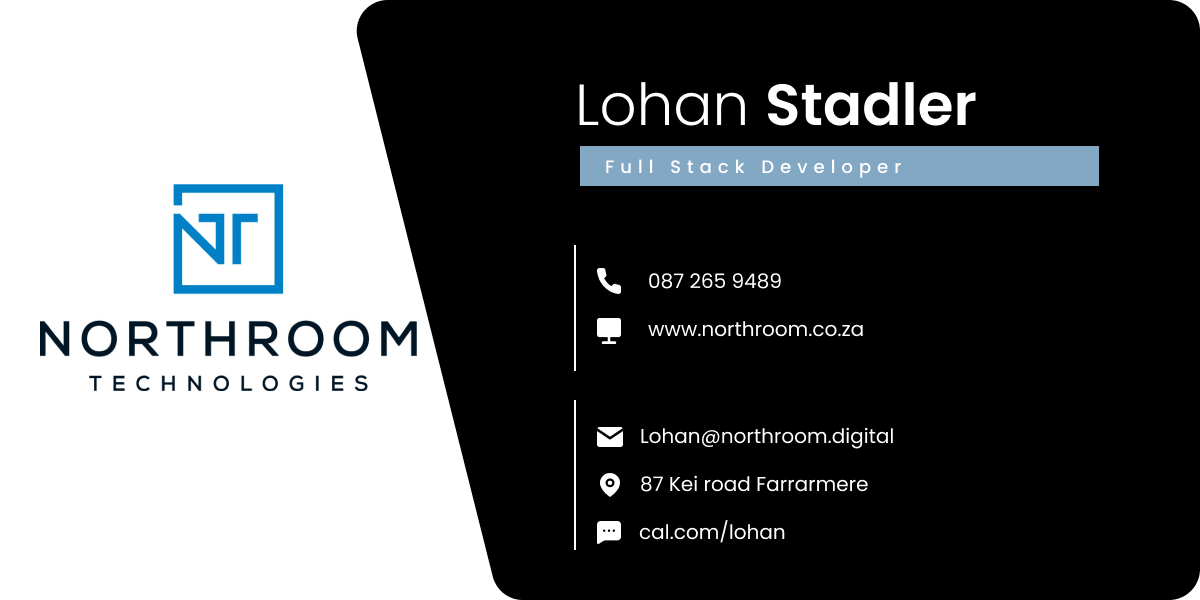 NT
NORTHROOM
TECHNOLOGIES
Lohan Stadler
Full Stack Developer
087 265 9489
www.northroom.co.za
Lohan@northroom.digital
87 Kei road Farrarmere
cal.com/lohan